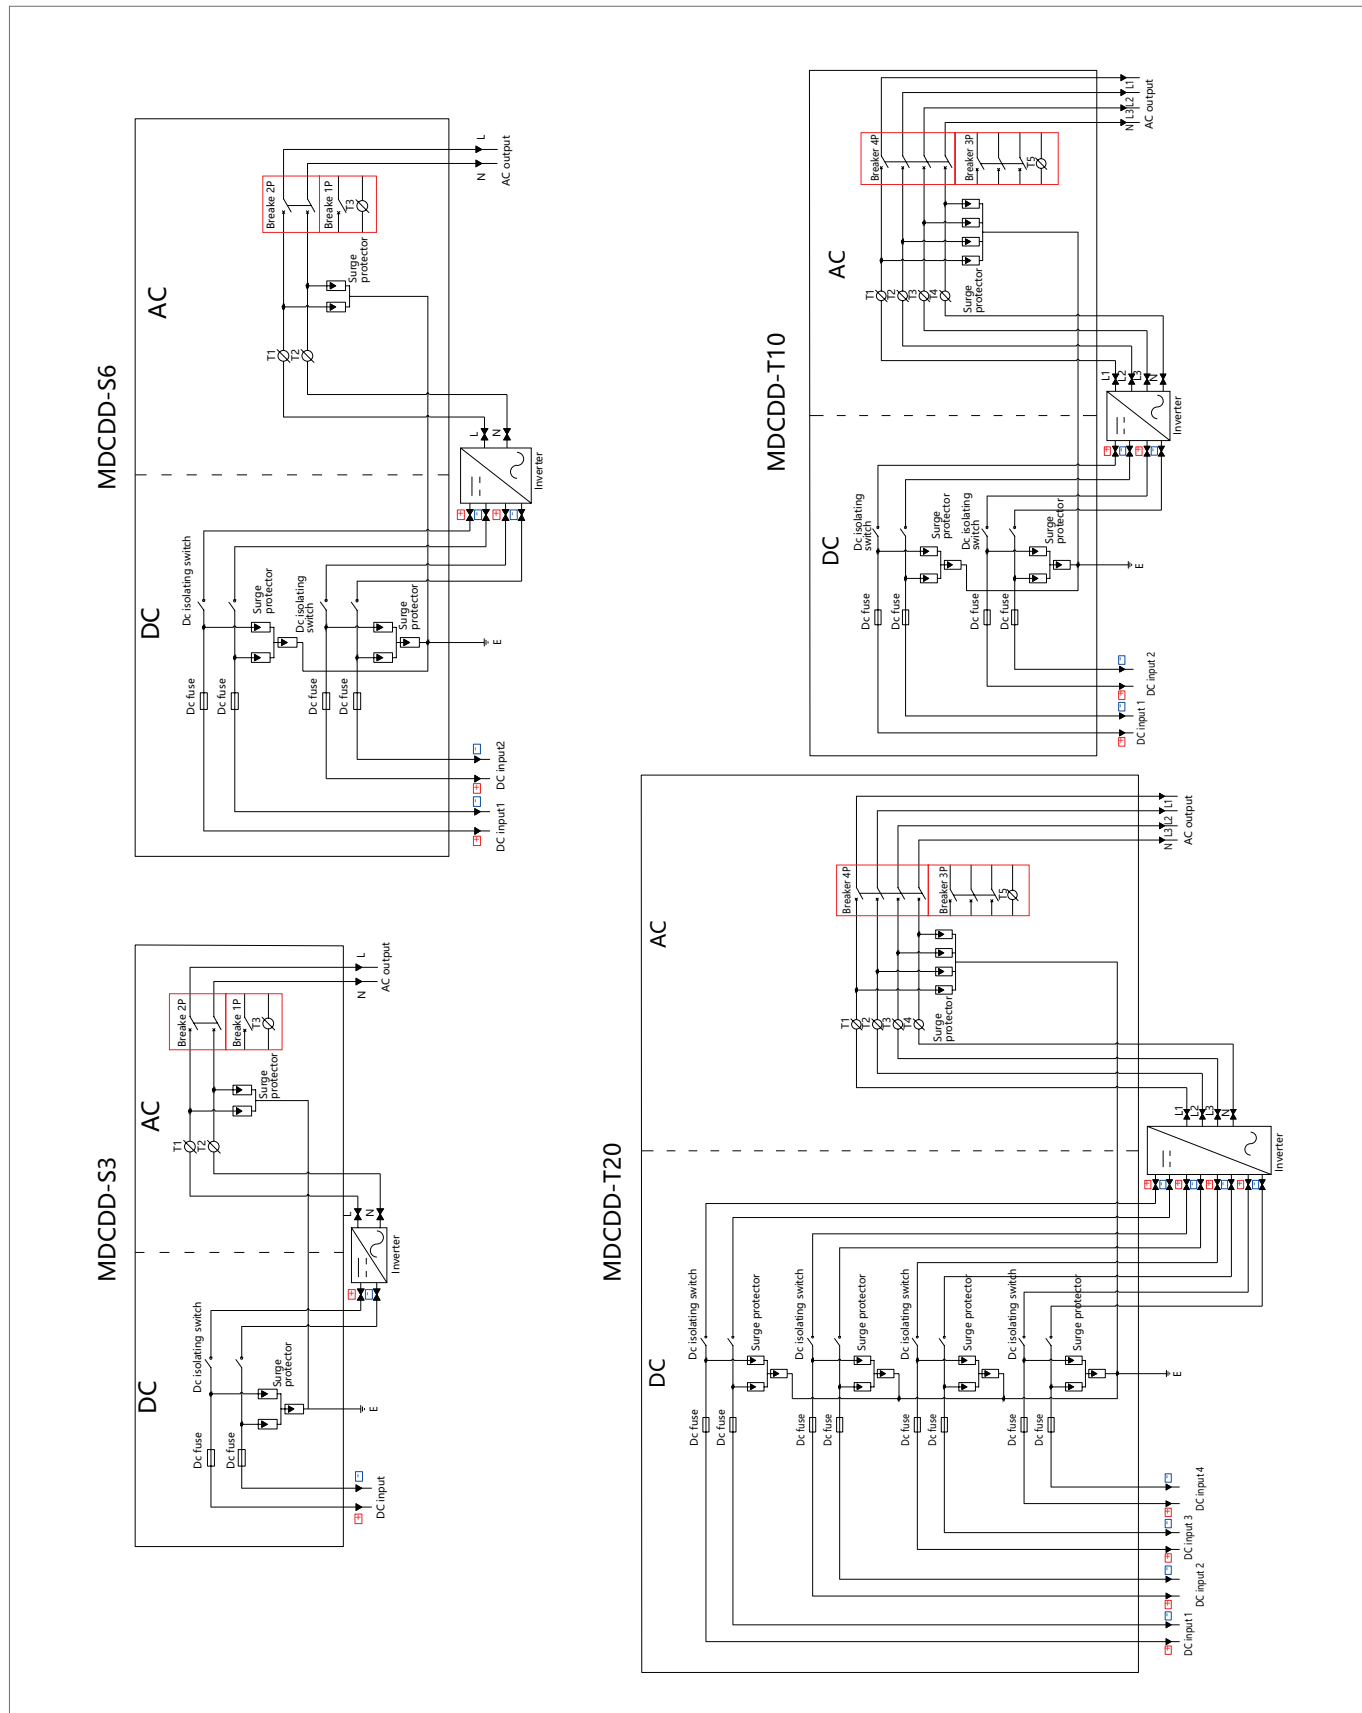 MDCDD-S3
DC
AC
Dc fuse
Dc fuse
Dc isolating switch
Surge
protector
E
+
-
DC input
+
-
Inverter
L
N
T1
T2
Surge
protector
Breake 2P
Breake 1P
T3
N
L
AC output
MDCDD-S6
DC
AC
Dc fuse
Dc fuse
Dc isolating switch
Surge
protector
Dc fuse
Dc fuse
Dc isolating
switch
Surge
protector
E
+
-
DC input1
+
-
DC input2
+
-
+
-
Inverter
L
N
T1
T2
Surge
protector
Breake 2P
Breake 1P
T3
N
L
AC output
MDCDD-T20
DC
AC
Dc fuse
Dc fuse
Dc isolating switch
Surge protector
Dc fuse
Dc fuse
Dc isolating switch
Surge protector
Dc fuse
Dc fuse
Dc isolating switch
Surge protector
Dc fuse
Dc fuse
Dc isolating switch
Surge protector
E
+
-
DC input 1
+
-
DC input 2
+
-
DC input 3
+
-
DC input 4
+
-
+
-
+
-
+
-
Inverter
L1
L2
L3
N
T1
T2
T3
T4
Surge
protector
Breaker 4P
Breaker 3P
T5
N
L3
L2
L1
AC output
MDCDD-T10
DC
AC
Dc fuse
Dc fuse
Dc isolating
switch
Surge
protector
Dc fuse
Dc fuse
Dc isolating
switch
Surge
protector
E
+
-
DC input 1
+
-
DC input 2
+
-
+
-
Inverter
L1
L2
L3
N
T1
T2
T3
T4
Surge
protector
Breaker 4P
Breaker 3P
T5
N
L3
L2
L1
AC output